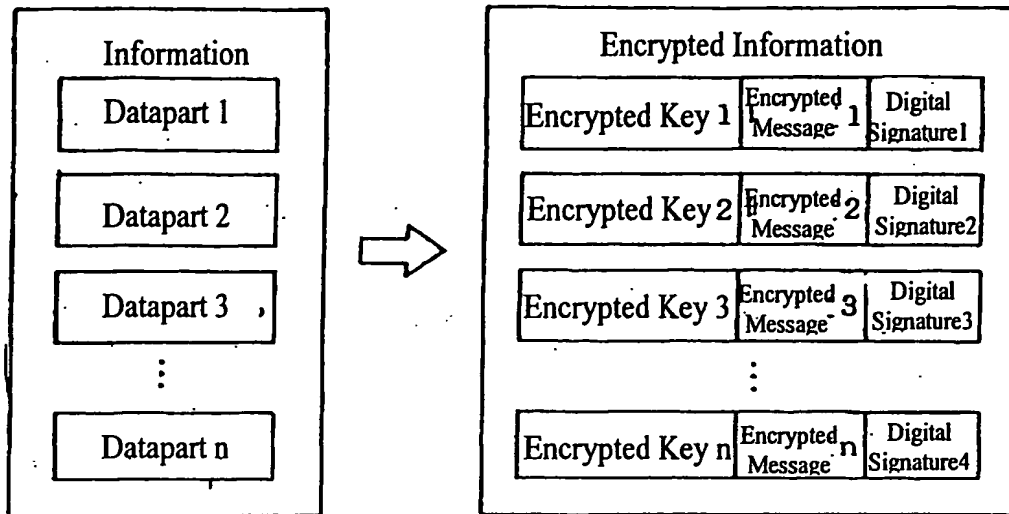 Information
Datapart 1
Datapart 2
Datapart 3
Datapart n
Encrypted Information
Encrypted Key 1
Encrypted
Message 1
Digital
Signature1
Encrypted Key 2
Encrypted
Message 2
Digital
Signature2
Encrypted Key 3
Encrypted
Message 3
Digital
Signature3
Encrypted Key n
Encrypted
Message n
Digital
Signature4